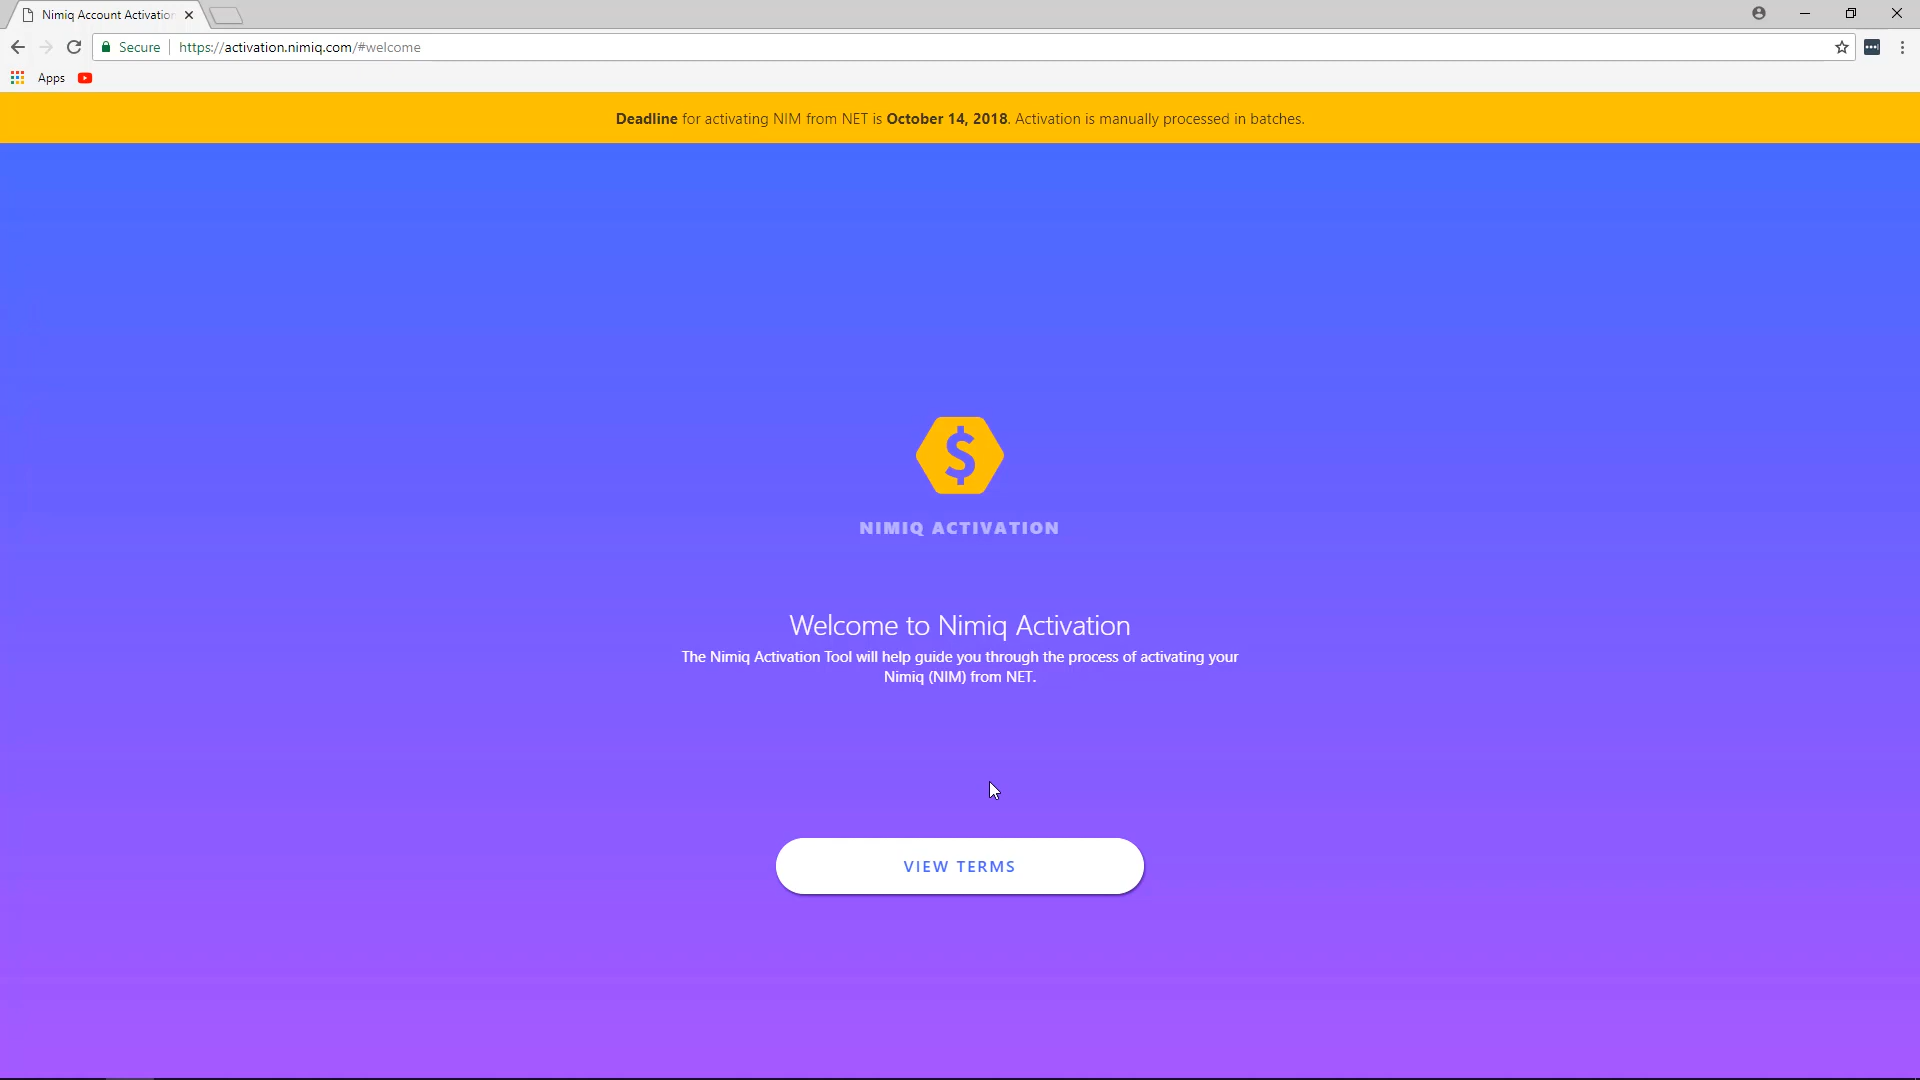 Nimiq Account Activation
Secure
https://activation.nimiq.com/#welcome
Apps
Deadline for activating NIM from NET is October 14, 2018. Activation is manually processed in batches.
$
NIMIQ ACTIVATION
Welcome to Nimiq Activation
The Nimiq Activation Tool will help guide you through the process of activating your
Nimiq (NIM) from NET.
VIEW TERMS